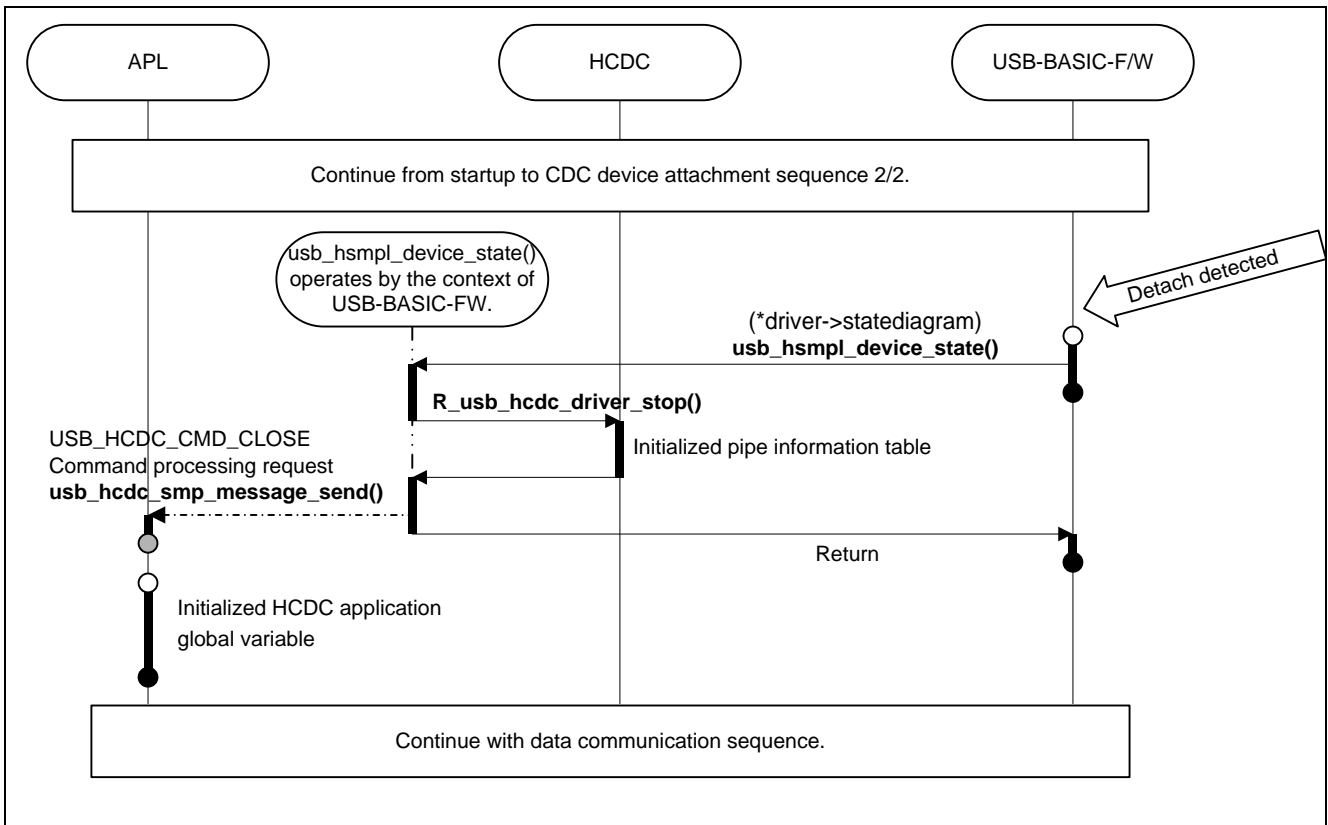 APL
HCDC
USB-BASIC-F/W
Continue from startup to CDC device attachment sequence 2/2.
usb_hsmpl_device_state()
operates by the context of
USB-BASIC-FW.
Detach detected
(*driver->statediagram)
usb_hsmpl_device_state()
R_usb_hcdc_driver_stop()
Initialized pipe information table
USB_HCDC_CMD_CLOSE
Command processing request
usb_hcdc_smp_message_send()
Return
Initialized HCDC application
global variable
Continue with data communication sequence.